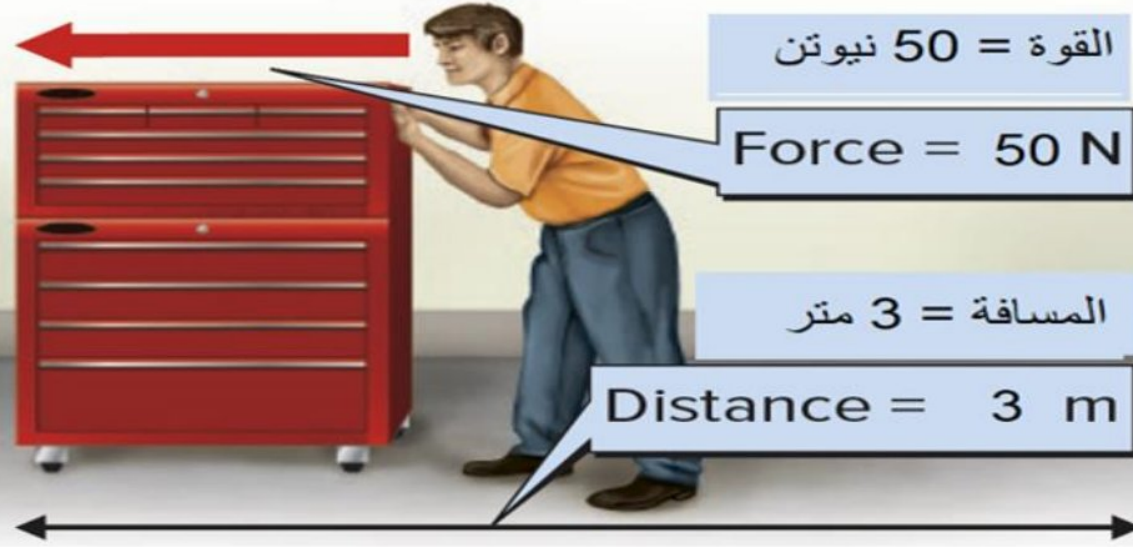 القوة = 50 نيوتن
Force = 50 N
المسافة = 3 متر
Distance = 3 m